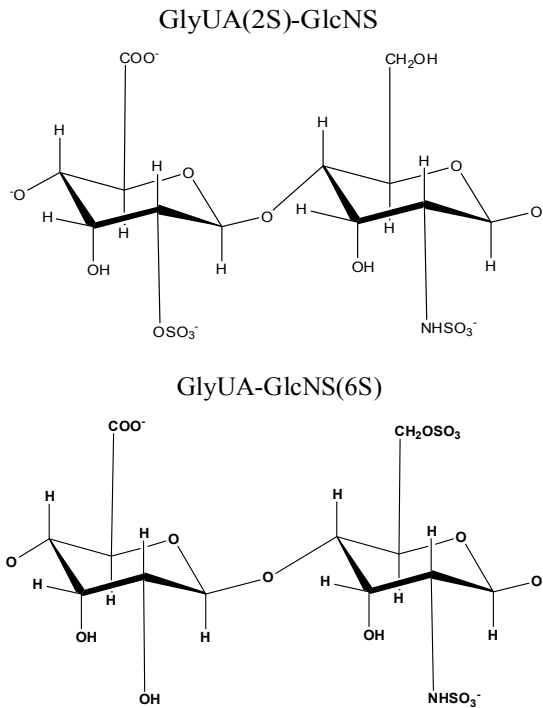 GlyUA(2S)-GlcNS
COO⁻ CH₂OH
H H
H O H O
⁻O O O
H H H H
OH H OH H
OSO₃⁻ NHSO₃⁻
GlyUA-GlcNS(6S)
COO⁻ CH₂OSO₃
H H
H O H O
O O O
H H H H
OH H OH H
OH NHSO₃⁻